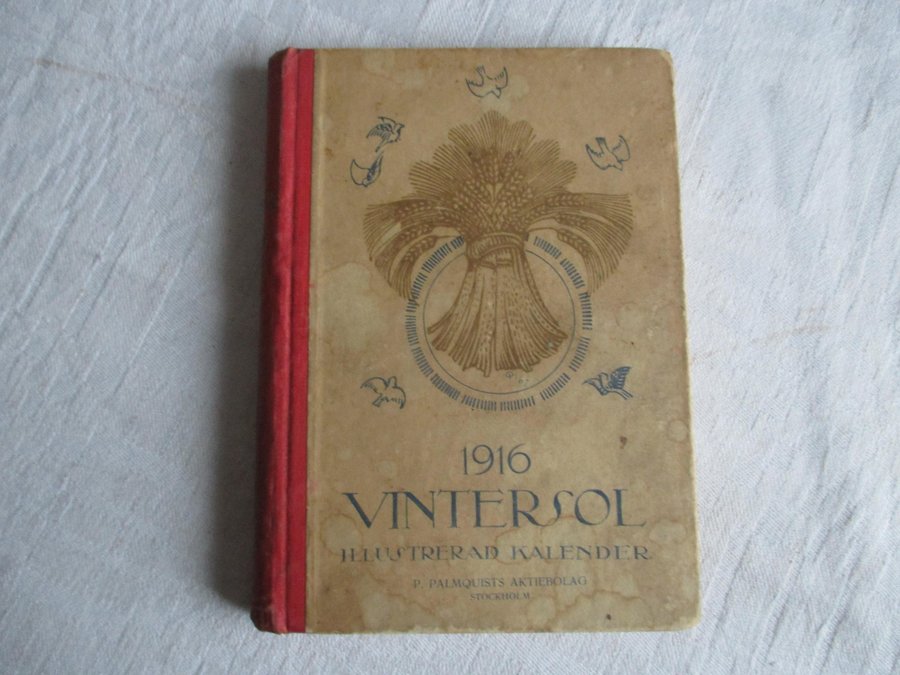 1916
VINTERSOL
ILLUSTRERAD KALENDER
P. PALMQUISTS AKTIEBOLAG
STOCKHOLM